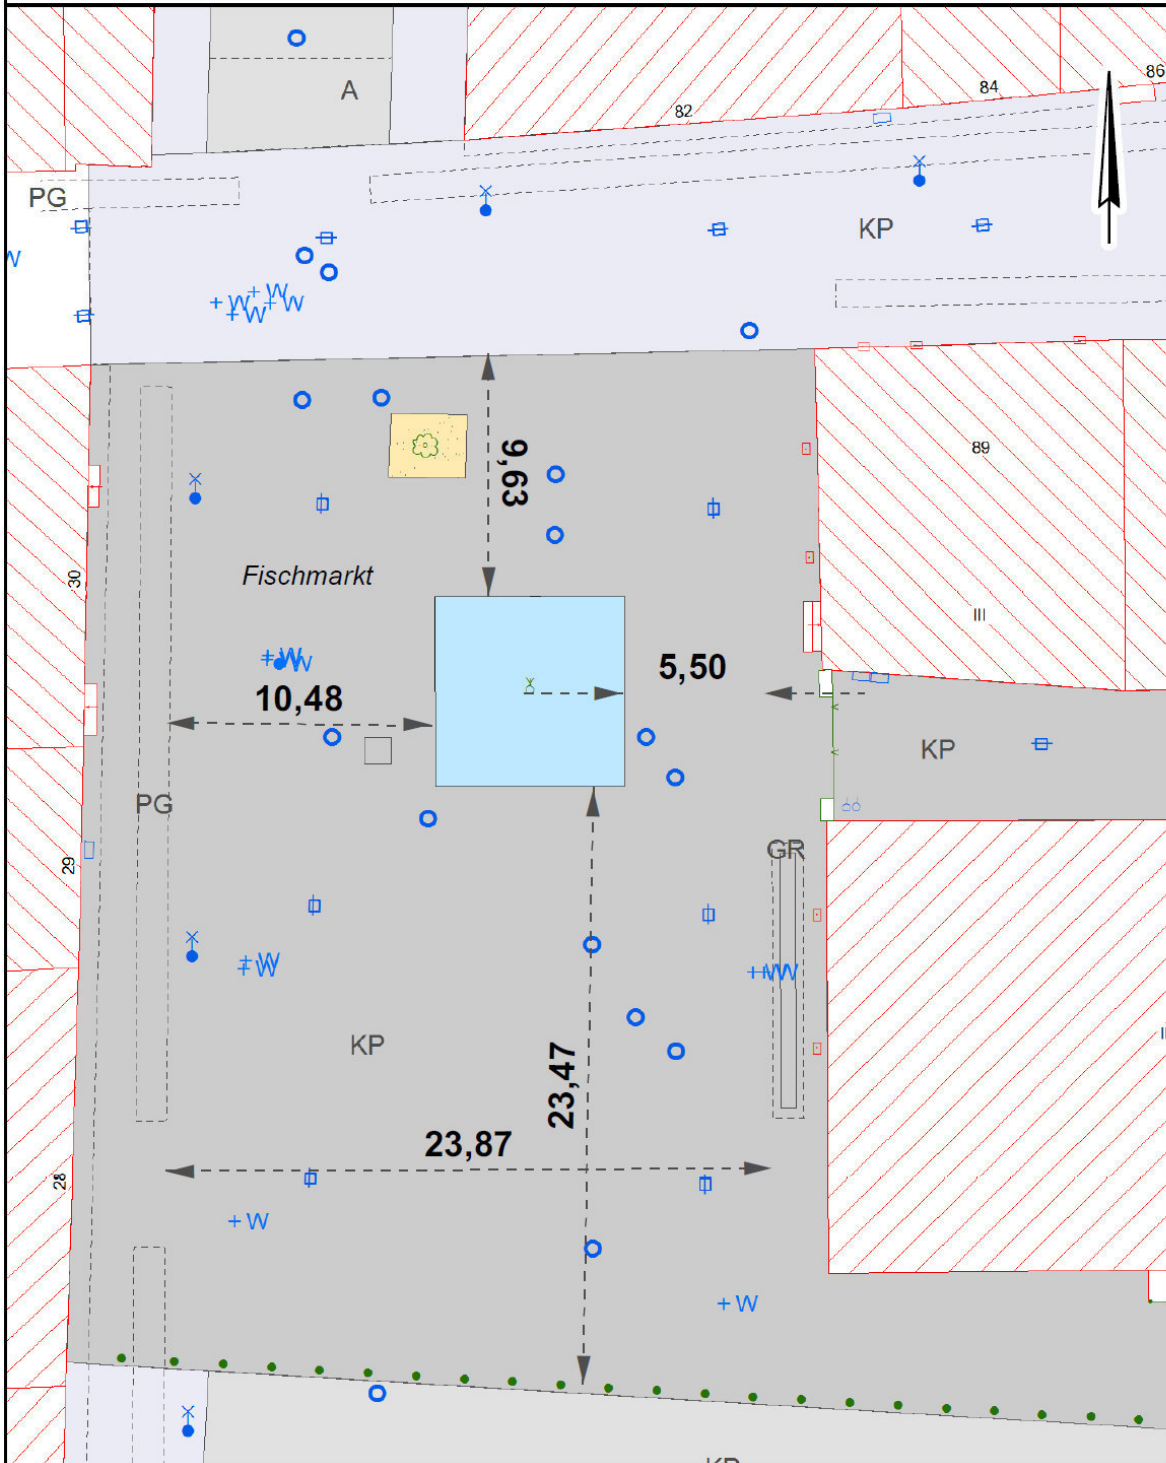 A
82
84
86
PG
KP
W
+W+W
+W
9,63
89
Fischmarkt
30
III
+W
5,50
10,48
KP
PG
29
GR
+W
+W
KP
23,47
23,87
28
+W
+W